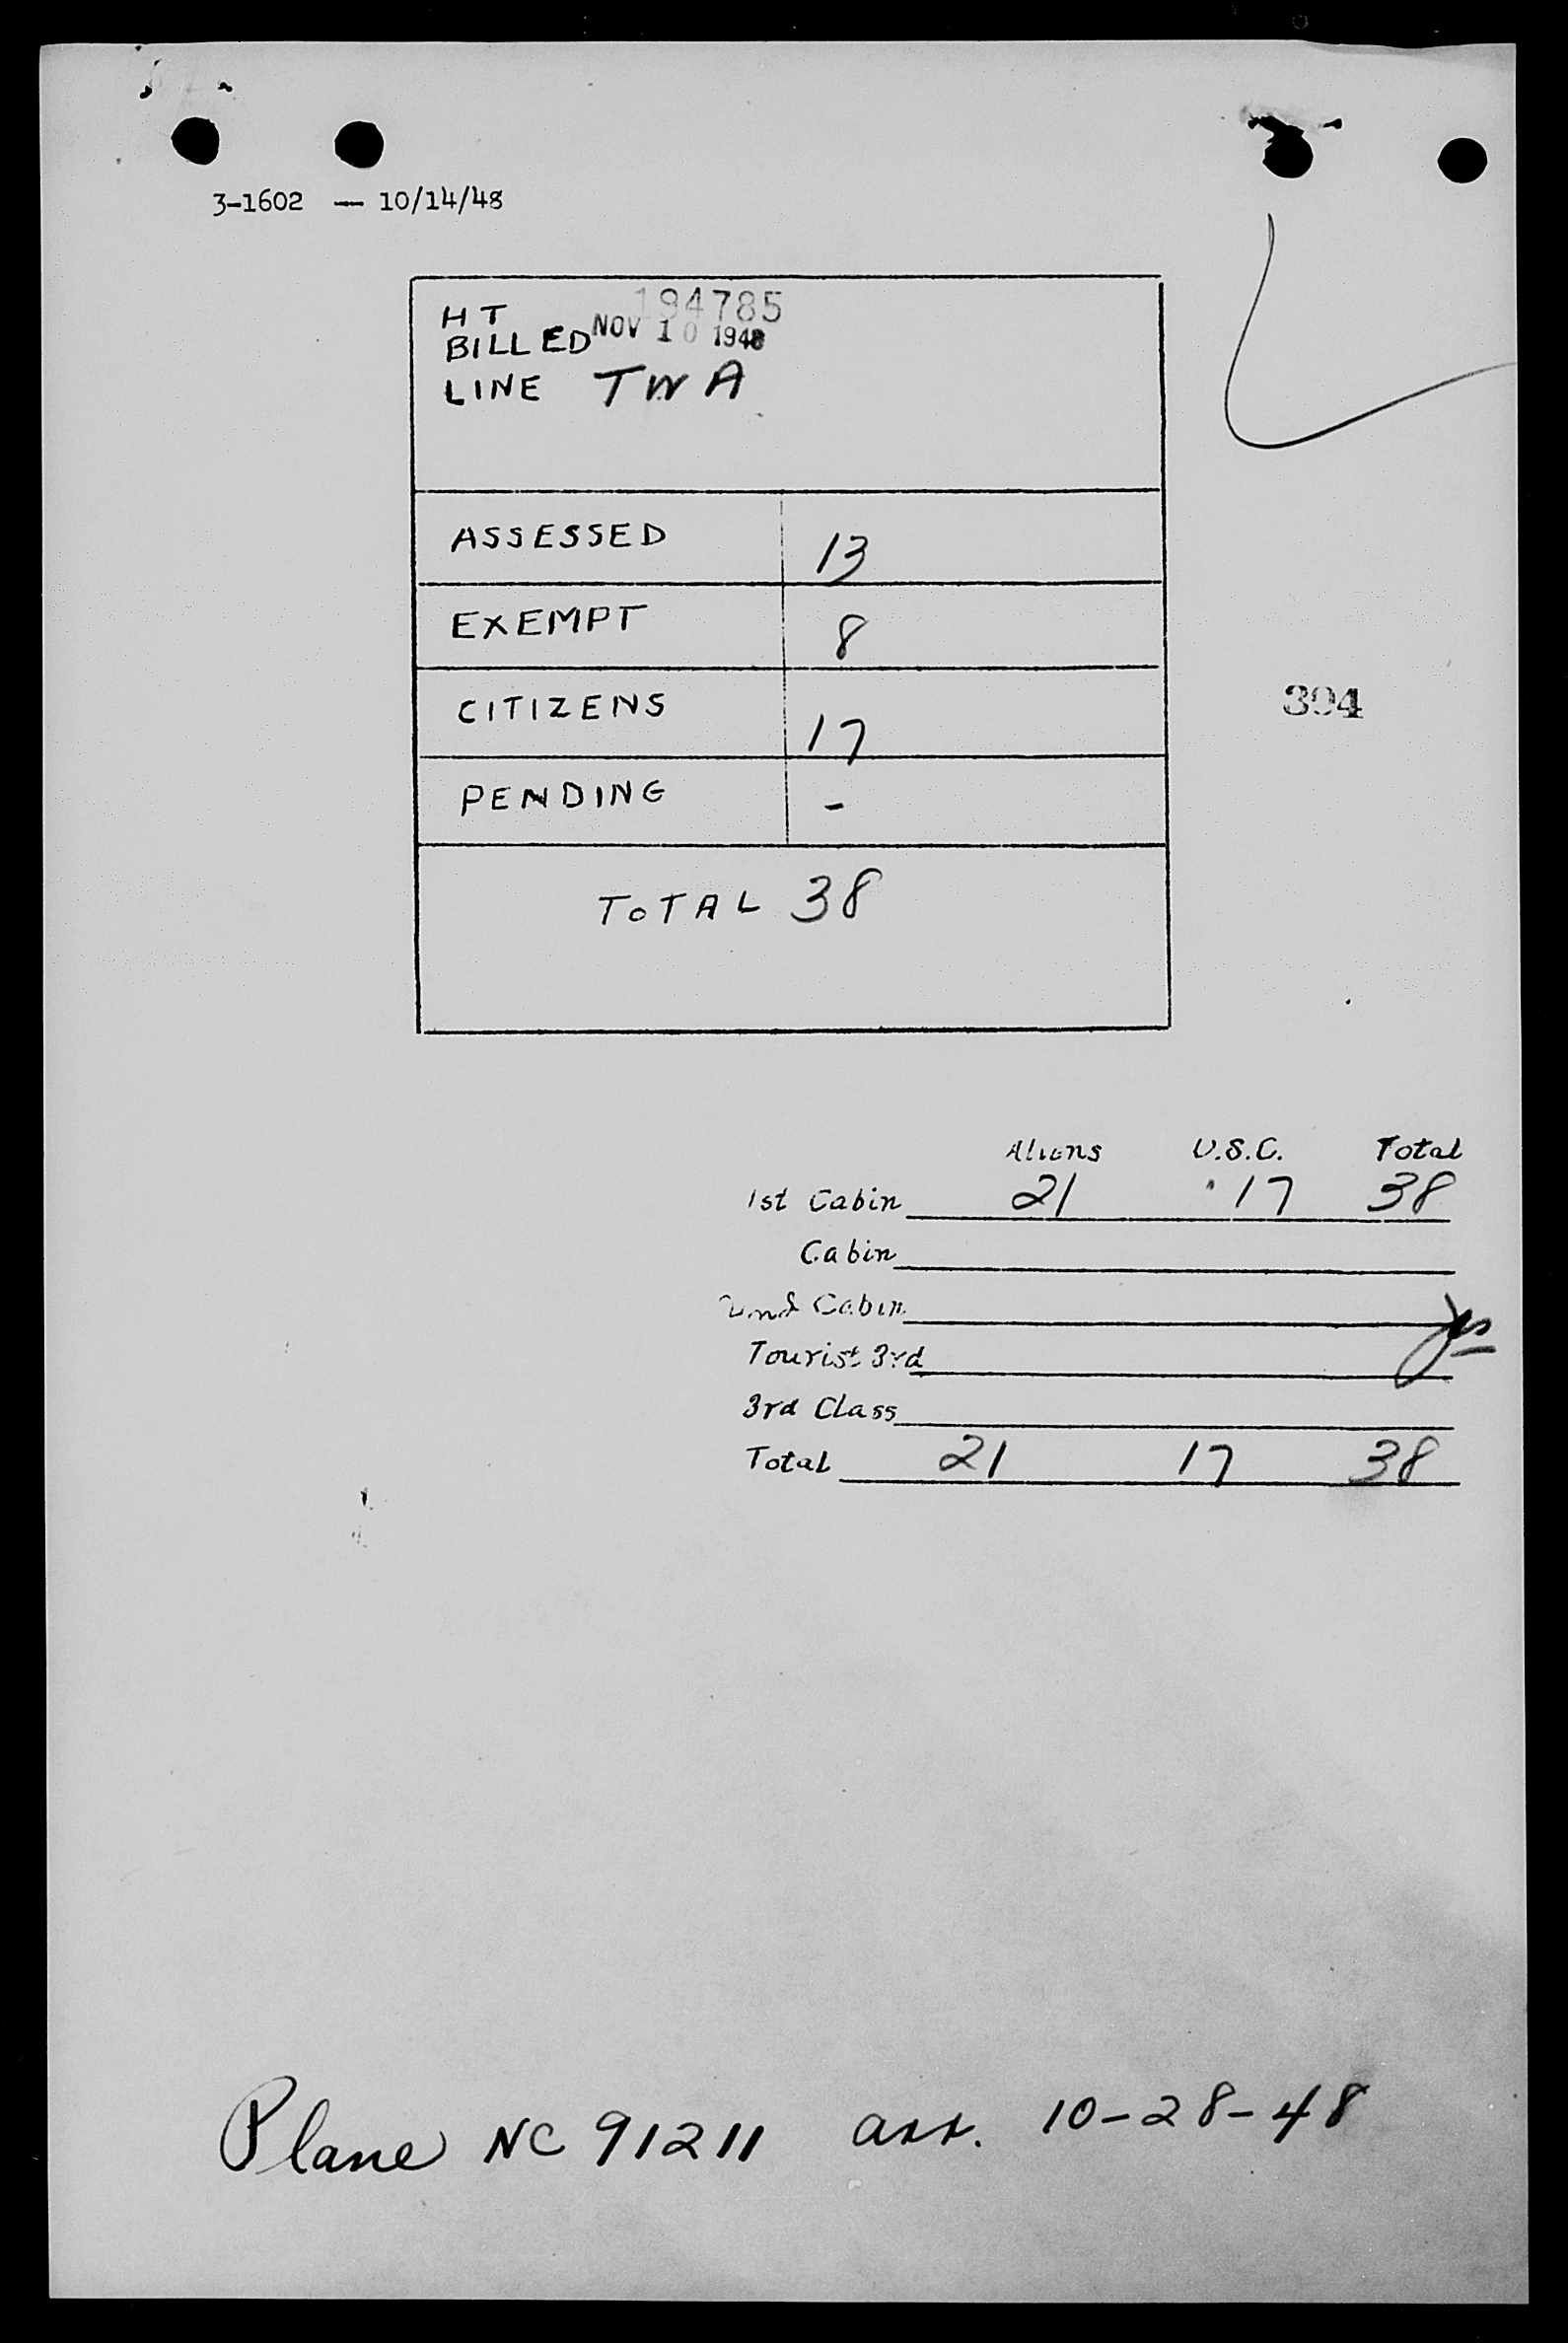 3-1602 — 10/14/48
194785
HT
BILLED NOV 10 1948
LINE TWA
ASSESSED 13
EXEMPT 8
CITIZENS 17
394
PENDING -
TOTAL 38
Aliens U.S.C. Total
1st Cabin 21 17 38
Cabin
2nd Cabin
Tourist 3rd
3rd Class
Total 21 17 38
Plane NC 91211 arr. 10-28-48